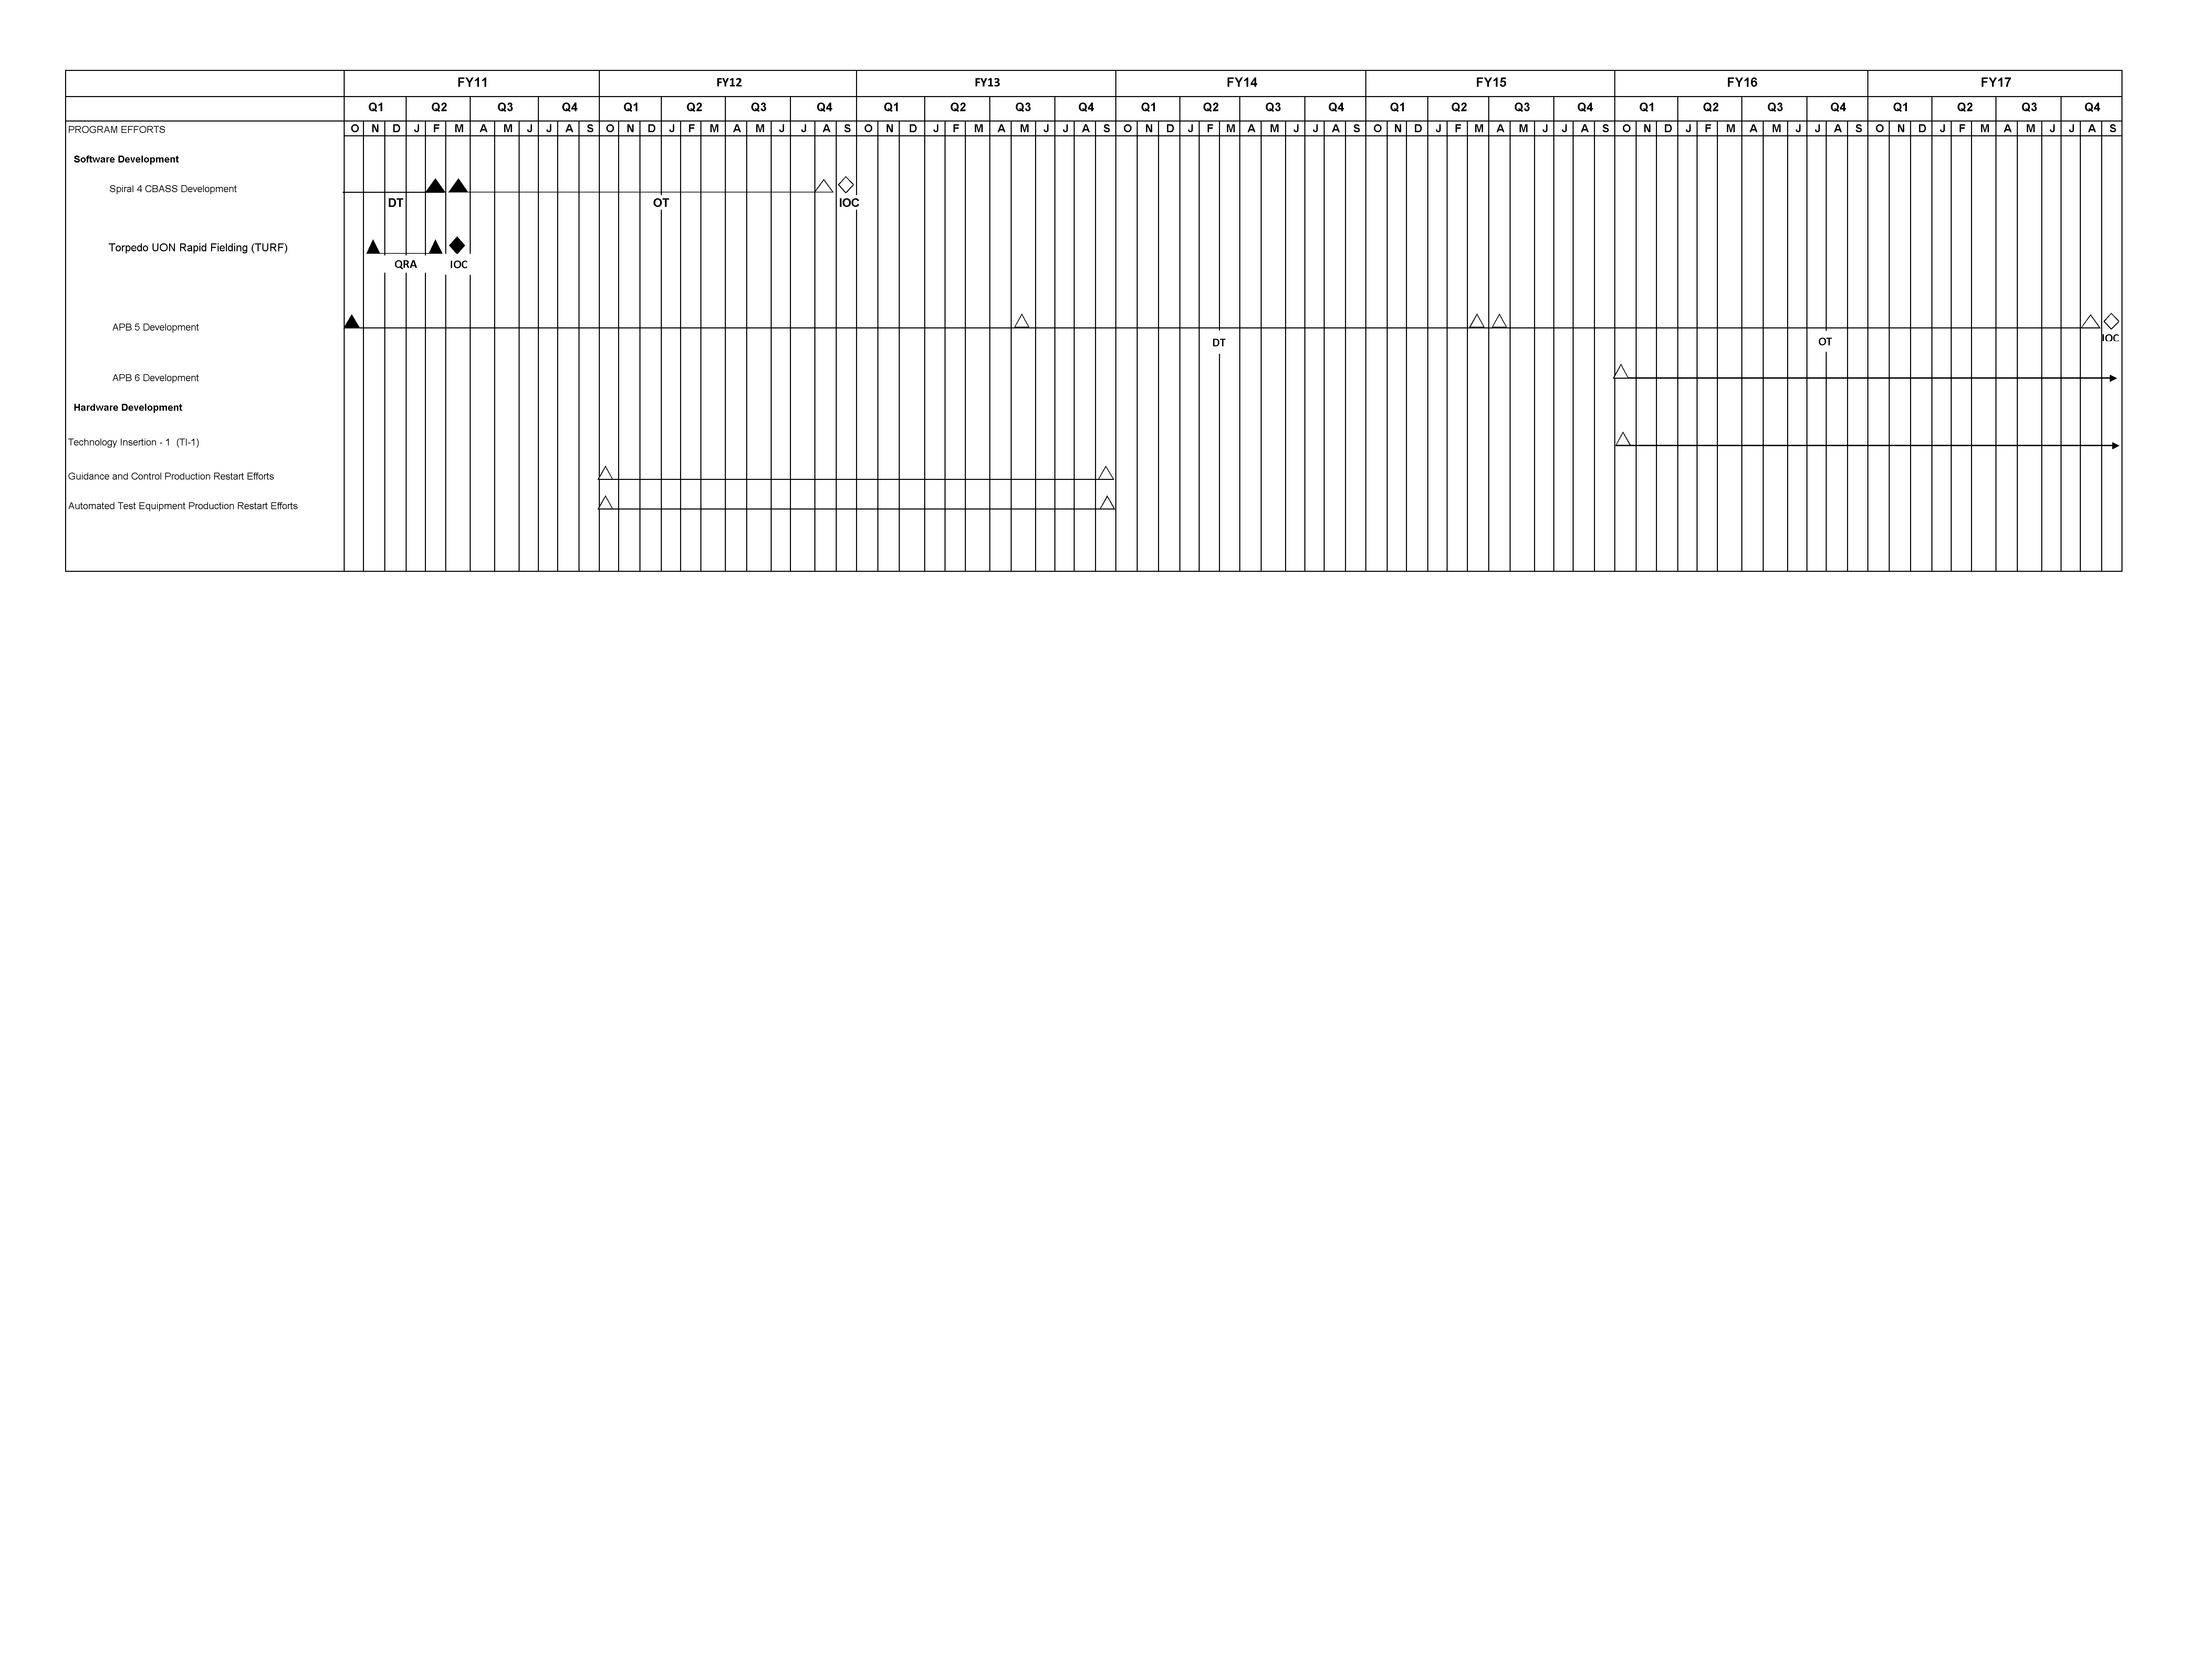 FY11 FY12 FY13 FY14 FY15 FY16 FY17
Q1 Q2 Q3 Q4 Q1 Q2 Q3 Q4 Q1 Q2 Q3 Q4 Q1 Q2 Q3 Q4 Q1 Q2 Q3 Q4 Q1 Q2 Q3 Q4 Q1 Q2 Q3 Q4
PROGRAM EFFORTS O N D J F M A M J J A S O N D J F M A M J J A S O N D J F M A M J J A S O N D J F M A M J J A S O N D J F M A M J J A S O N D J F M A M J J A S O N D J F M A M J J A S
Software Development
Spiral 4 CBASS Development
DT OT IOC
Torpedo UON Rapid Fielding (TURF)
QRA IOC
APB 5 Development
DT OT IOC
APB 6 Development
Hardware Development
Technology Insertion - 1 (TI-1)
Guidance and Control Production Restart Efforts
Automated Test Equipment Production Restart Efforts